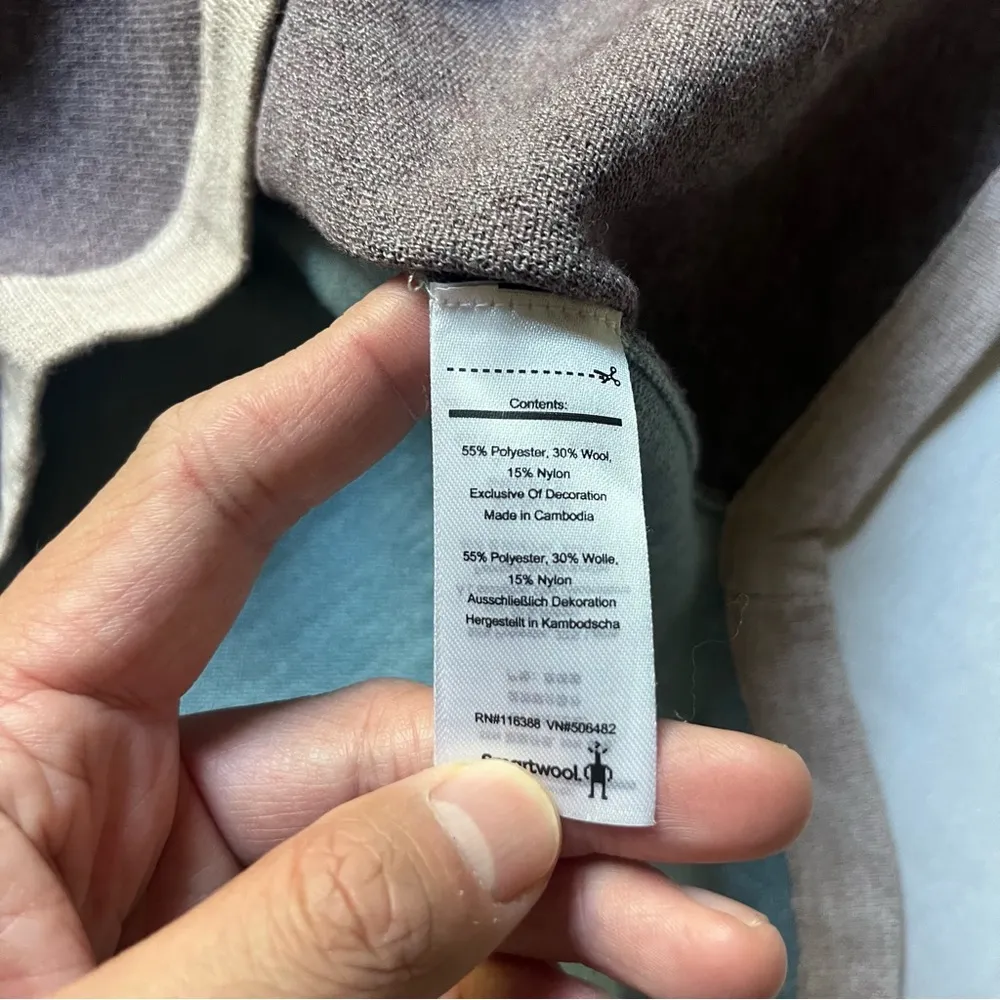 Contents:
55% Polyester, 30% Wool,
15% Nylon
Exclusive Of Decoration
Made in Cambodia
55% Polyester, 30% Wolle,
15% Nylon
Ausschließlich Dekoration
Hergestellt in Kambodscha
RN#116388 VN#506482